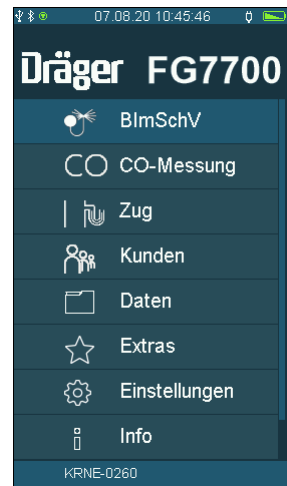 07.08.20 10:45:46
Dräger FG7700
BImSchV
CO CO-Messung
Zug
Kunden
Daten
Extras
Einstellungen
Info
KRNE-0260